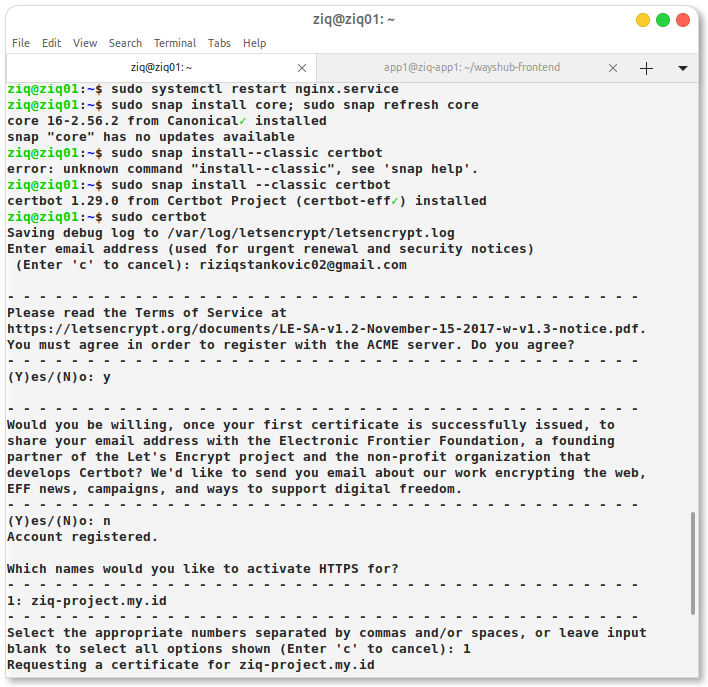 ziq@ziq01: ~
File Edit View Search Terminal Tabs Help
ziq@ziq01: ~ × app1@ziq-app1: ~/wayshub-frontend ×
ziq@ziq01:~$ sudo systemctl restart nginx.service
ziq@ziq01:~$ sudo snap install core; sudo snap refresh core
core 16-2.56.2 from Canonical✓ installed
snap "core" has no updates available
ziq@ziq01:~$ sudo snap install--classic certbot
error: unknown command "install--classic", see 'snap help'.
ziq@ziq01:~$ sudo snap install --classic certbot
certbot 1.29.0 from Certbot Project (certbot-eff✓) installed
ziq@ziq01:~$ sudo certbot
Saving debug log to /var/log/letsencrypt/letsencrypt.log
Enter email address (used for urgent renewal and security notices)
(Enter 'c' to cancel): riziqstankovic02@gmail.com
- - - - - - - - - - - - - - - - - - - - - - - - - - - - - - - - - - - - - - - -
Please read the Terms of Service at
https://letsencrypt.org/documents/LE-SA-v1.2-November-15-2017-w-v1.3-notice.pdf.
You must agree in order to register with the ACME server. Do you agree?
- - - - - - - - - - - - - - - - - - - - - - - - - - - - - - - - - - - - - - - -
(Y)es/(N)o: y
- - - - - - - - - - - - - - - - - - - - - - - - - - - - - - - - - - - - - - - -
Would you be willing, once your first certificate is successfully issued, to
share your email address with the Electronic Frontier Foundation, a founding
partner of the Let's Encrypt project and the non-profit organization that
develops Certbot? We'd like to send you email about our work encrypting the web,
EFF news, campaigns, and ways to support digital freedom.
- - - - - - - - - - - - - - - - - - - - - - - - - - - - - - - - - - - - - - - -
(Y)es/(N)o: n
Account registered.
Which names would you like to activate HTTPS for?
- - - - - - - - - - - - - - - - - - - - - - - - - - - - - - - - - - - - - - - -
1: ziq-project.my.id
- - - - - - - - - - - - - - - - - - - - - - - - - - - - - - - - - - - - - - - -
Select the appropriate numbers separated by commas and/or spaces, or leave input
blank to select all options shown (Enter 'c' to cancel): 1
Requesting a certificate for ziq-project.my.id